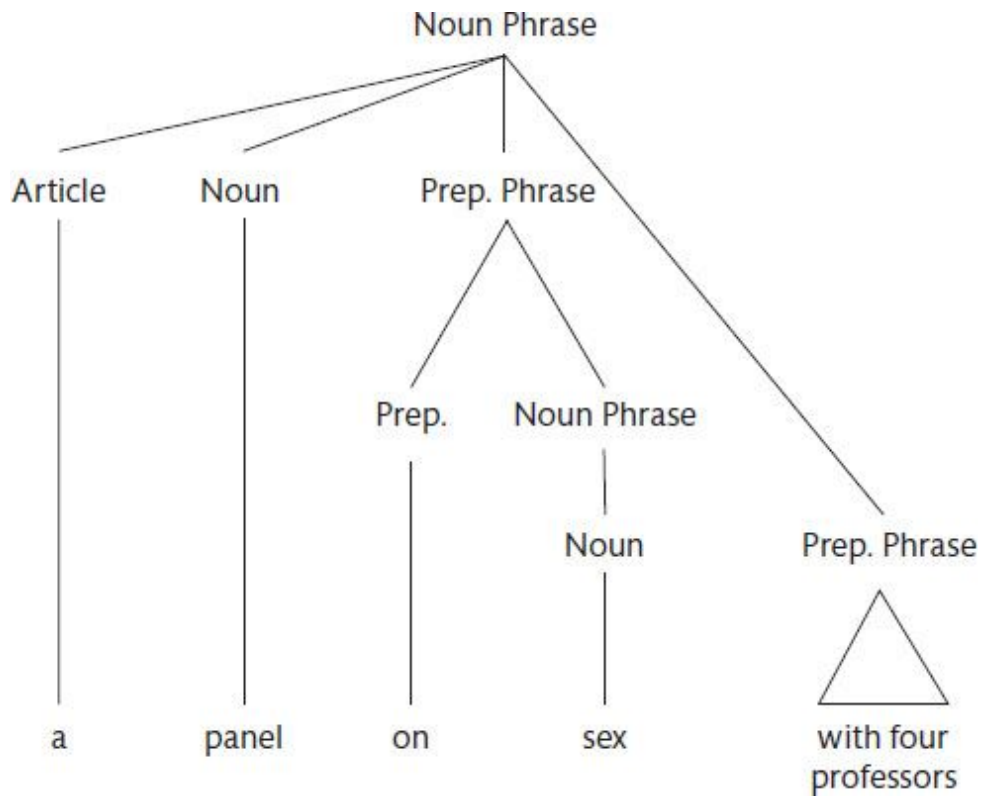 Noun Phrase
Article Noun Prep. Phrase
Prep. Noun Phrase
Noun Prep. Phrase
a panel on sex with four
professors